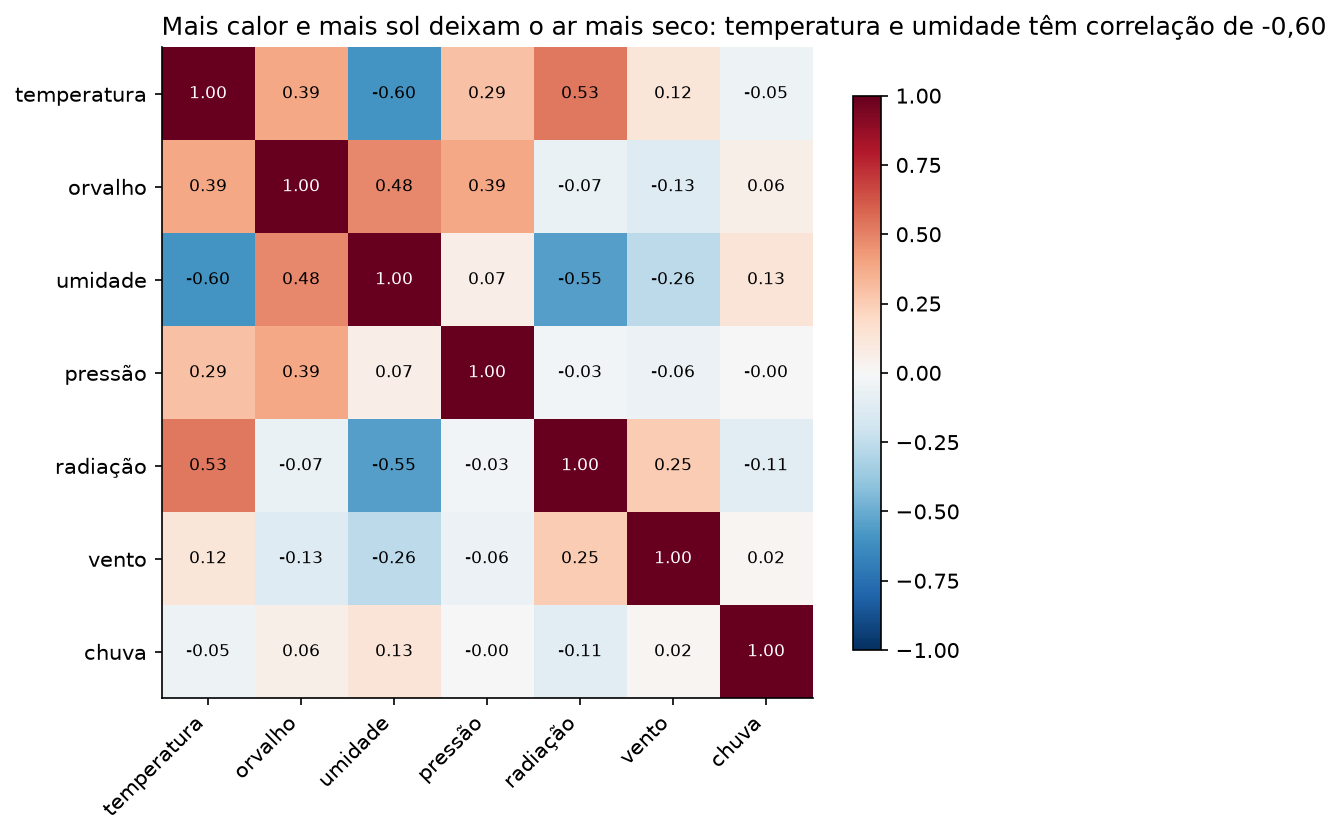 Mais calor e mais sol deixam o ar mais seco: temperatura e umidade têm correlação de -0,60
temperatura 1.00 0.39 -0.60 0.29 0.53 0.12 -0.05
orvalho 0.39 1.00 0.48 0.39 -0.07 -0.13 0.06
umidade -0.60 0.48 1.00 0.07 -0.55 -0.26 0.13
pressão 0.29 0.39 0.07 1.00 -0.03 -0.06 -0.00
radiação 0.53 -0.07 -0.55 -0.03 1.00 0.25 -0.11
vento 0.12 -0.13 -0.26 -0.06 0.25 1.00 0.02
chuva -0.05 0.06 0.13 -0.00 -0.11 0.02 1.00
temperatura orvalho umidade pressão radiação vento chuva
1.00
0.75
0.50
0.25
0.00
−0.25
−0.50
−0.75
−1.00